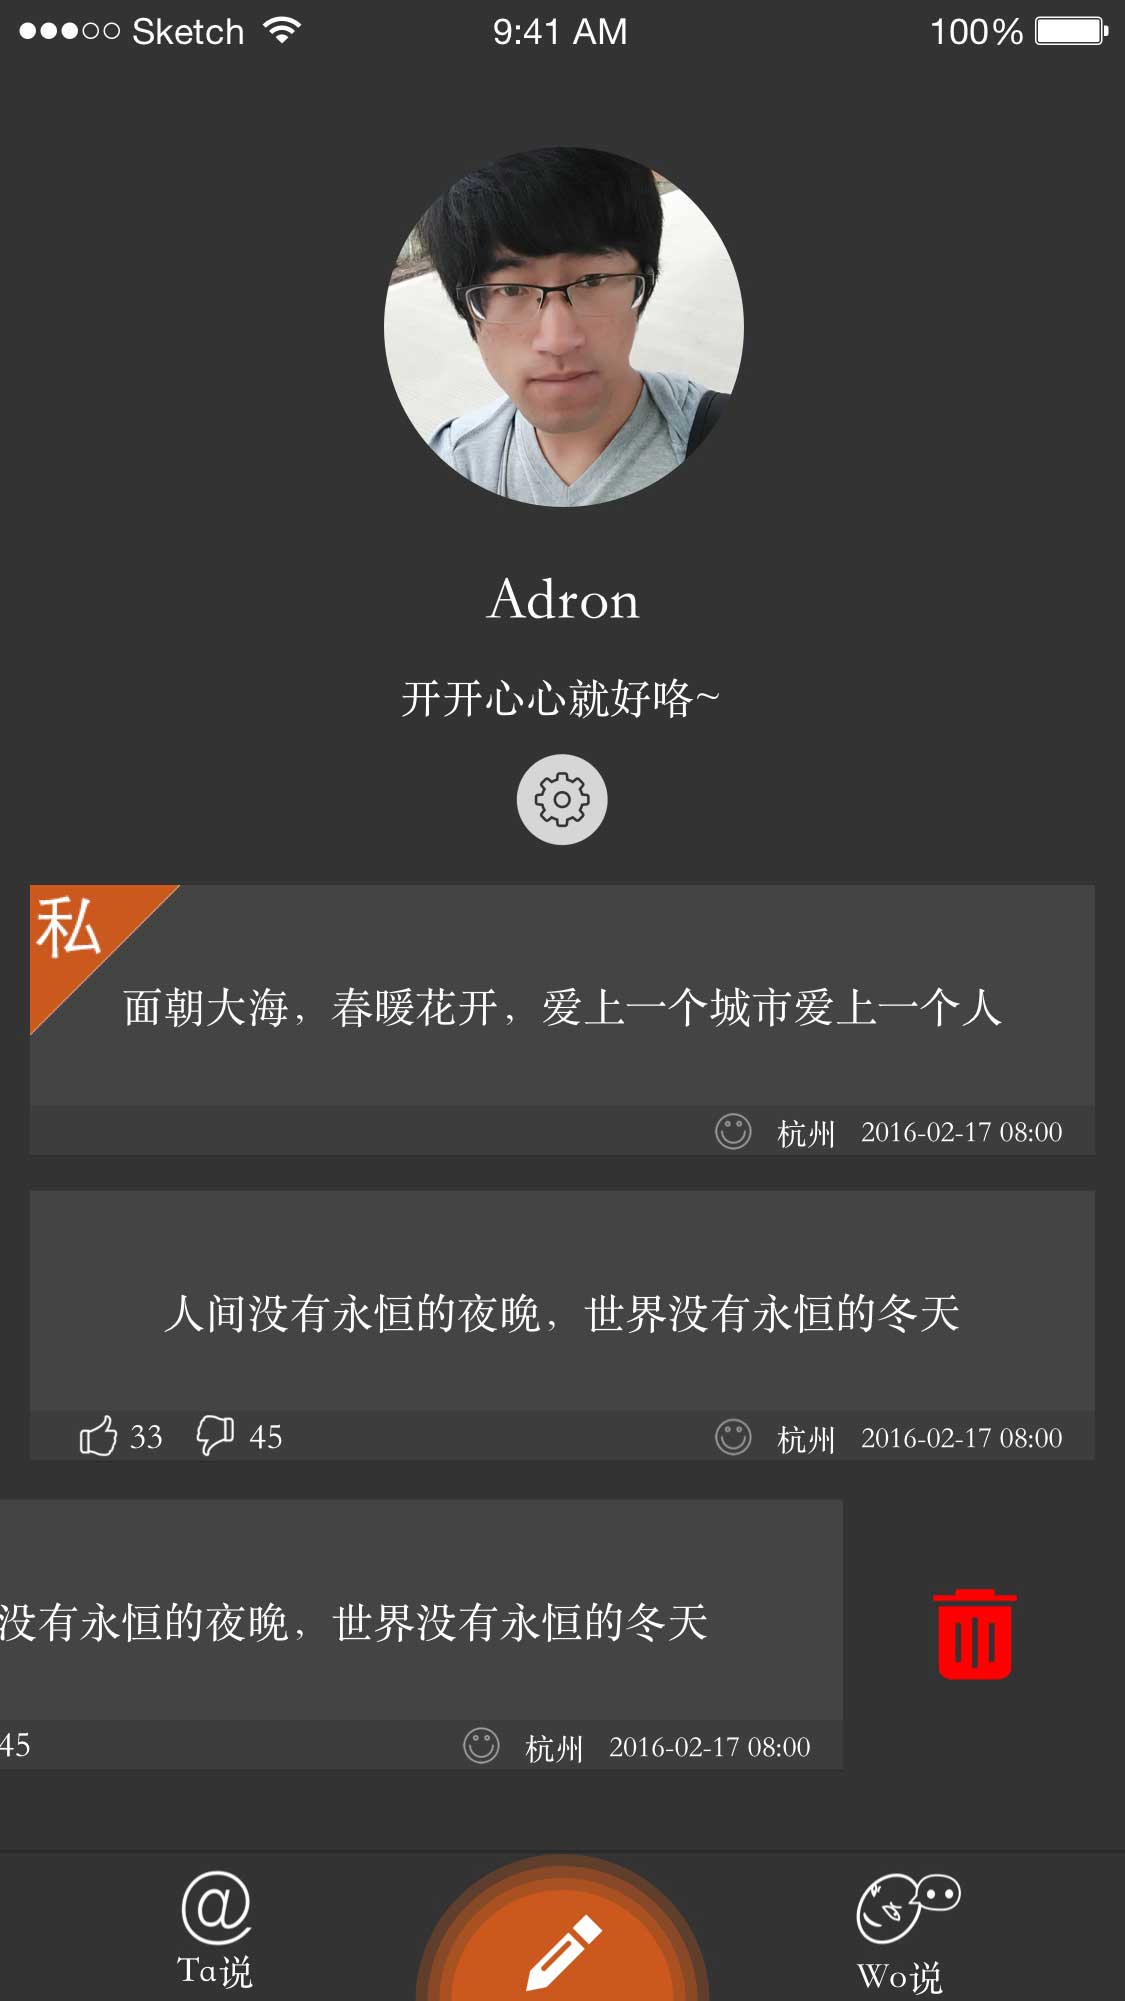 Sketch 9:41 AM 100%
Adron
开开心心就好咯~
私
面朝大海，春暖花开，爱上一个城市爱上一个人
杭州 2016-02-17 08:00
人间没有永恒的夜晚，世界没有永恒的冬天
33 45 杭州 2016-02-17 08:00
没有永恒的夜晚，世界没有永恒的冬天
45 杭州 2016-02-17 08:00
@
Ta说 Wo说